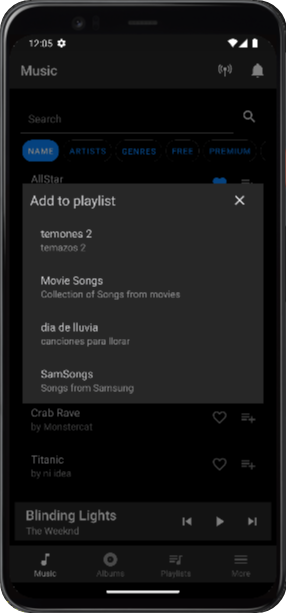 12:05
Music
Search
NAME ARTISTS GENRES FREE PREMIUM
AllStar
Add to playlist
temones 2
temazos 2
Movie Songs
Collection of Songs from movies
dia de lluvia
canciones para llorar
SamSongs
Songs from Samsung
Crab Rave
by Monstercat
Titanic
by ni idea
Blinding Lights
The Weeknd
Music Albums Playlists More